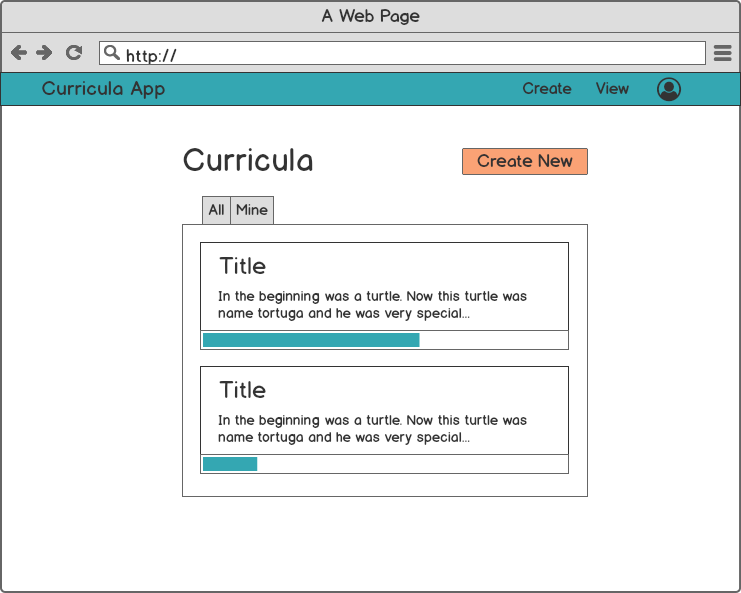 A Web Page
http://
Curricula App
Create
View
Curricula
Create New
All
Mine
Title
In the beginning was a turtle. Now this turtle was
name tortuga and he was very special...
Title
In the beginning was a turtle. Now this turtle was
name tortuga and he was very special...